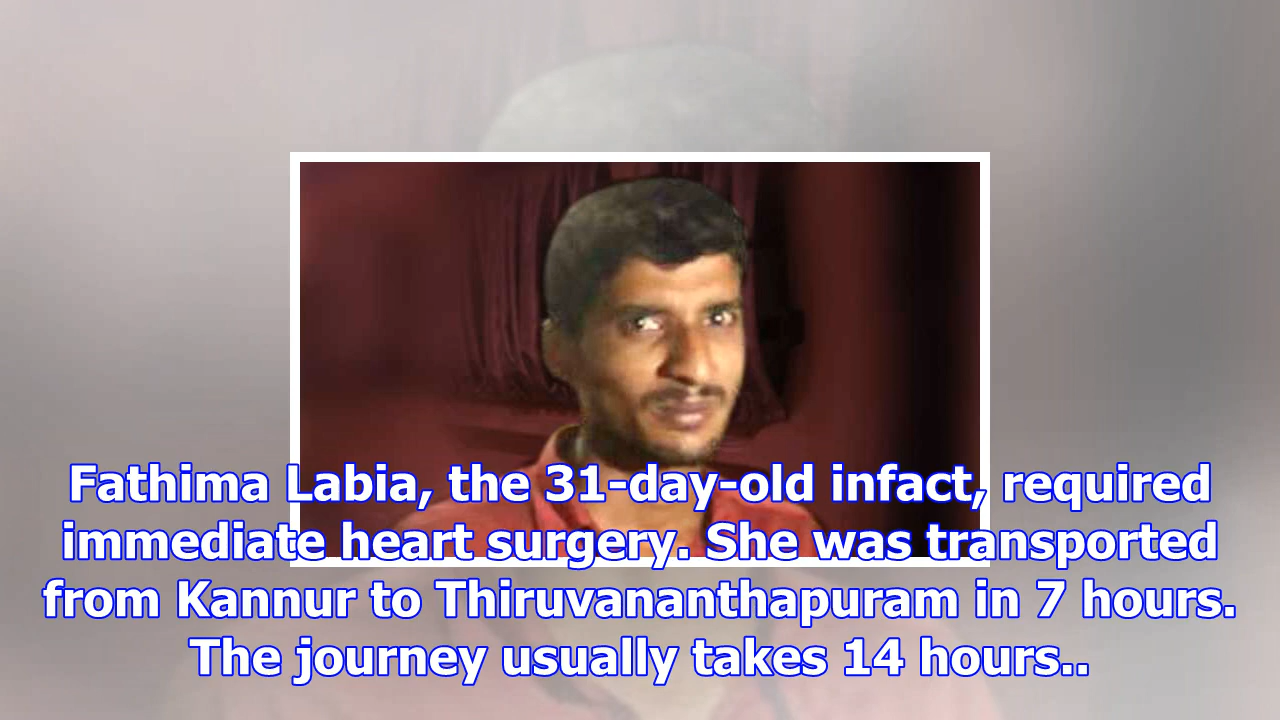 Fathima Labia, the 31-day-old infact, required
immediate heart surgery. She was transported
from Kannur to Thiruvananthapuram in 7 hours.
The journey usually takes 14 hours..